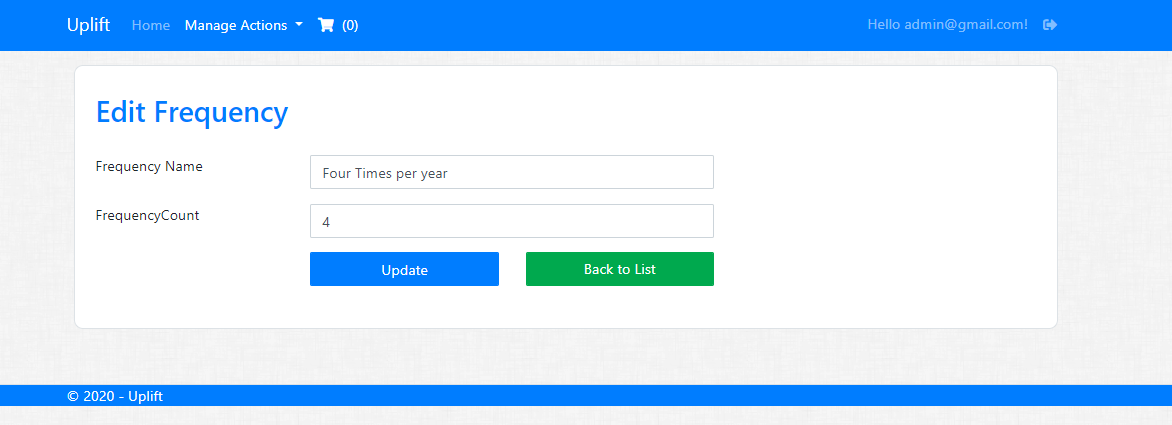 Uplift Home Manage Actions (0) Hello admin@gmail.com!
Edit Frequency
Frequency Name Four Times per year
FrequencyCount 4
Update Back to List
© 2020 - Uplift